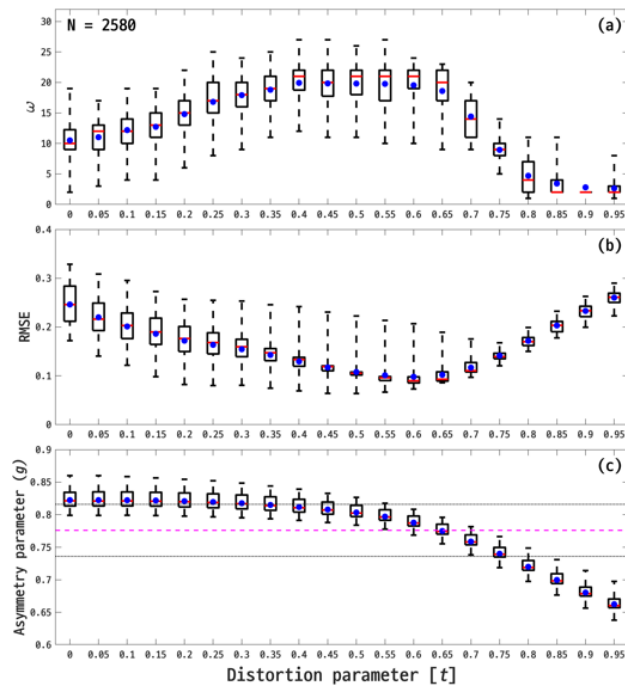 N = 2580
(a)
ω
30
25
20
15
10
5
0
0 0.05 0.1 0.15 0.2 0.25 0.3 0.35 0.4 0.45 0.5 0.55 0.6 0.65 0.7 0.75 0.8 0.85 0.9 0.95
(b)
RMSE
0.4
0.3
0.2
0.1
0
0 0.05 0.1 0.15 0.2 0.25 0.3 0.35 0.4 0.45 0.5 0.55 0.6 0.65 0.7 0.75 0.8 0.85 0.9 0.95
(c)
Asymmetry parameter (g)
0.9
0.85
0.8
0.75
0.7
0.65
0.6
0 0.05 0.1 0.15 0.2 0.25 0.3 0.35 0.4 0.45 0.5 0.55 0.6 0.65 0.7 0.75 0.8 0.85 0.9 0.95
Distortion parameter [t]